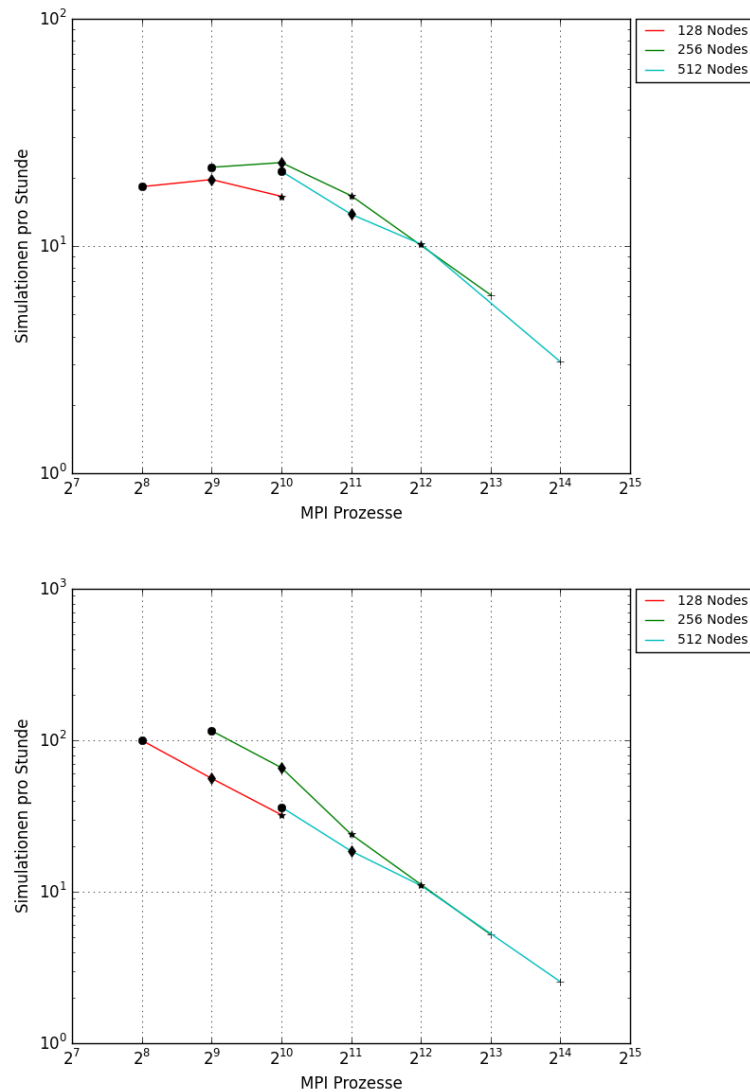 10²
128 Nodes
256 Nodes
512 Nodes
Simulationen pro Stunde
10¹
10⁰
2⁷ 2⁸ 2⁹ 2¹⁰ 2¹¹ 2¹² 2¹³ 2¹⁴ 2¹⁵
MPI Prozesse
10³
128 Nodes
256 Nodes
512 Nodes
10²
Simulationen pro Stunde
10¹
10⁰
2⁷ 2⁸ 2⁹ 2¹⁰ 2¹¹ 2¹² 2¹³ 2¹⁴ 2¹⁵
MPI Prozesse